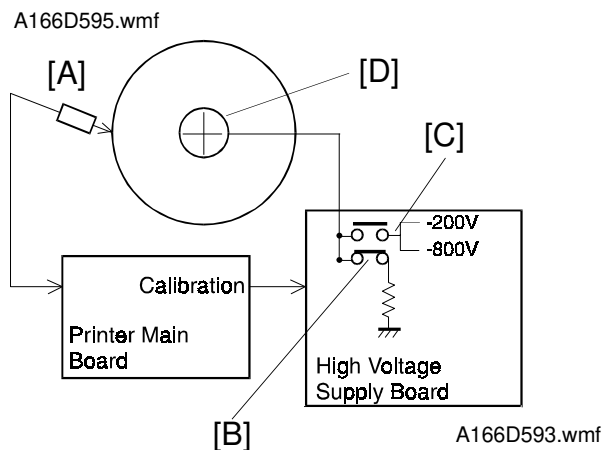 A166D595.wmf
[A]
[D]
[C]
-200V
-800V
Calibration
Printer Main
Board
High Voltage
Supply Board
[B]
A166D593.wmf